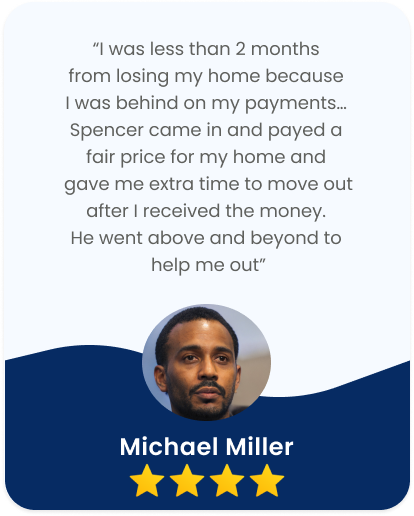 “I was less than 2 months
from losing my home because
I was behind on my payments...
Spencer came in and payed a
fair price for my home and
gave me extra time to move out
after I received the money.
He went above and beyond to
help me out”
Michael Miller